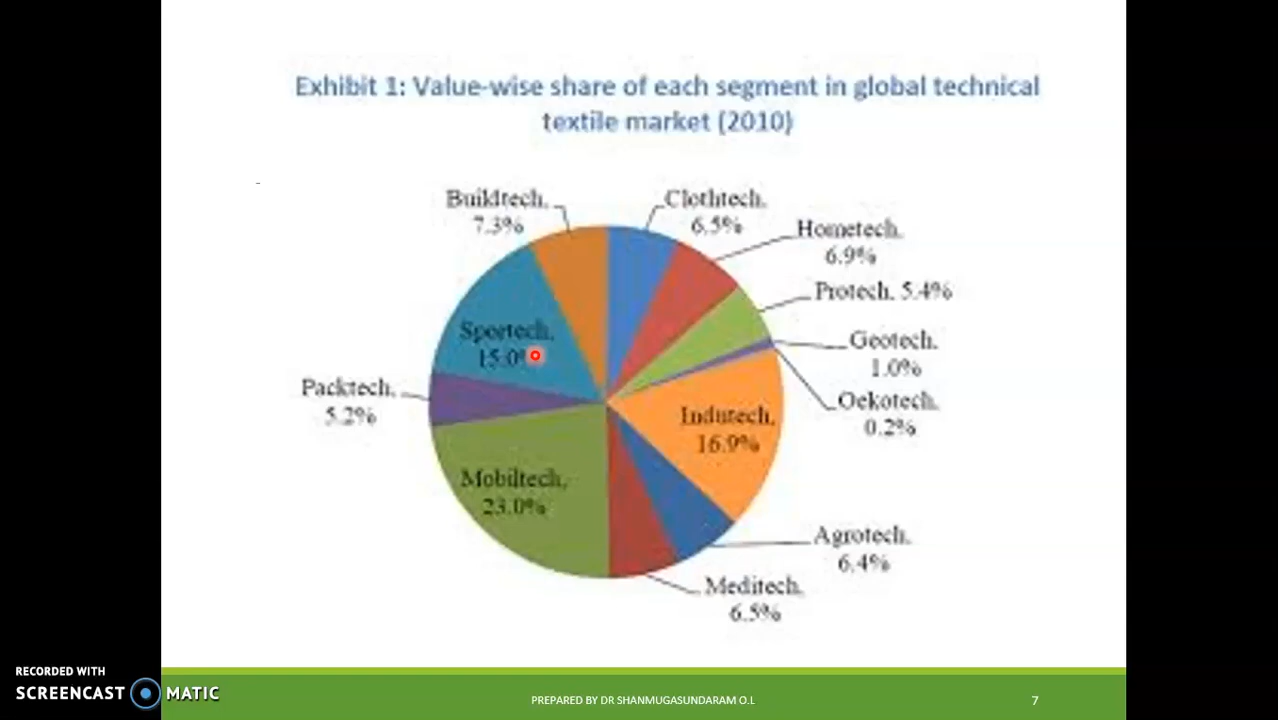 Exhibit 1: Value-wise share of each segment in global technical
textile market (2010)
Buildtech,
7.3%
Clothtech,
6.5%
Hometech,
6.9%
Protech, 5.4%
Geotech,
1.0%
Oekotech,
0.2%
Indutech,
16.9%
Agrotech,
6.4%
Meditech,
6.5%
Mobiltech,
23.0%
Packtech,
5.2%
Sportech,
15.0%
RECORDED WITH
SCREENCAST MATIC
PREPARED BY DR SHANMUGASUNDARAM O.L
7